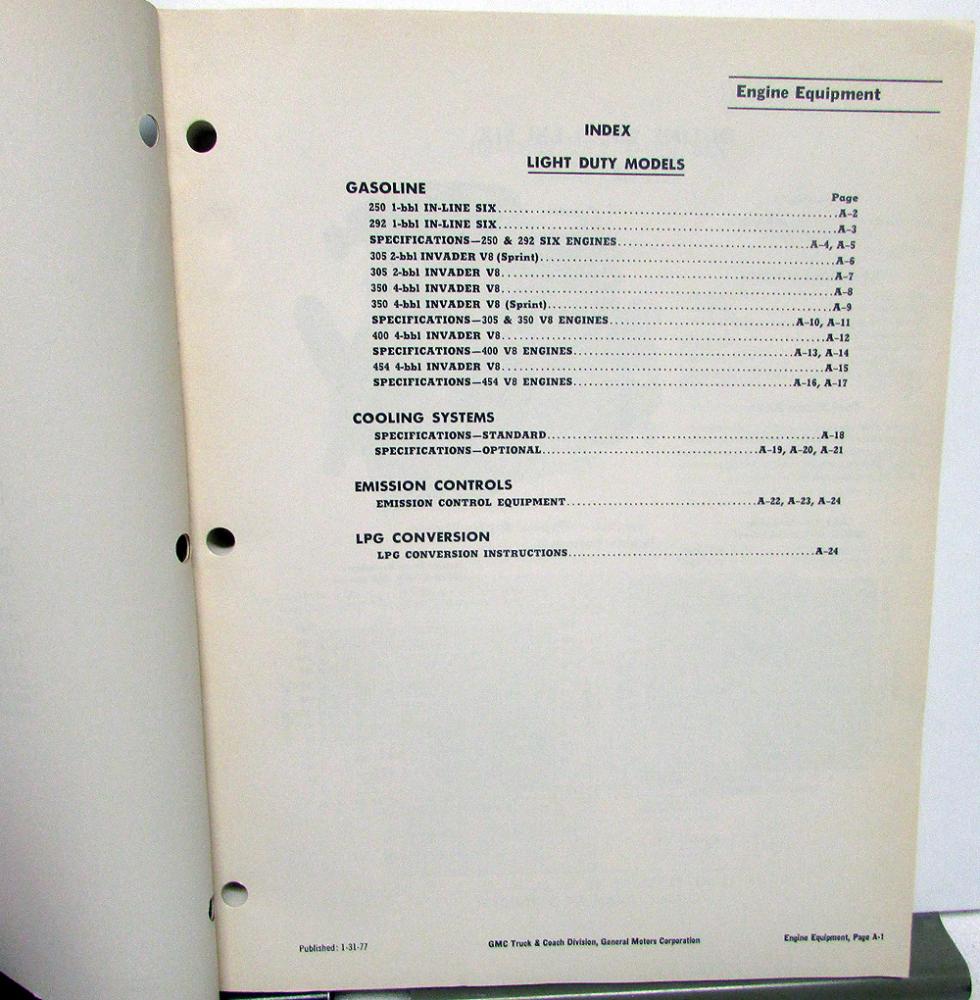 Engine Equipment
INDEX
LIGHT DUTY MODELS
GASOLINE
Page
250 1-bbl IN-LINE SIX........................A-2
292 1-bbl IN-LINE SIX........................A-3
SPECIFICATIONS—250 & 292 SIX ENGINES........................A-4, A-5
305 2-bbl INVADER V8 (Sprint)........................A-6
305 2-bbl INVADER V8........................A-7
350 4-bbl INVADER V8........................A-8
350 4-bbl INVADER V8 (Sprint)........................A-9
SPECIFICATIONS—305 & 350 V8 ENGINES........................A-10, A-11
400 4-bbl INVADER V8........................A-12
SPECIFICATIONS—400 V8 ENGINES........................A-13, A-14
454 4-bbl INVADER V8........................A-15
SPECIFICATIONS—454 V8 ENGINES........................A-16, A-17
COOLING SYSTEMS
SPECIFICATIONS—STANDARD........................A-18
SPECIFICATIONS—OPTIONAL........................A-19, A-20, A-21
EMISSION CONTROLS
EMISSION CONTROL EQUIPMENT........................A-22, A-23, A-24
LPG CONVERSION
LPG CONVERSION INSTRUCTIONS........................A-24
Published: 1-31-77 GMC Truck & Coach Division, General Motors Corporation Engine Equipment, Page A-1